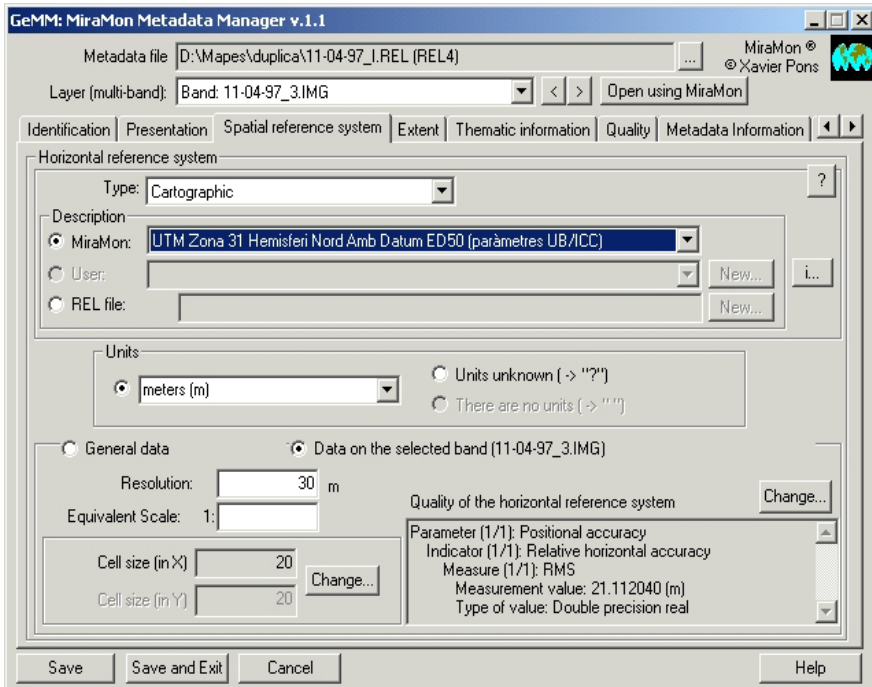 GeMM: MiraMon Metadata Manager v.1.1
Metadata file D:\Mapes\duplica\11-04-97_I.REL (REL4) ... MiraMon ®
© Xavier Pons
Layer (multi-band): Band: 11-04-97_3.IMG < > Open using MiraMon
Identification Presentation Spatial reference system Extent Thematic information Quality Metadata Information
Horizontal reference system
Type: Cartographic ?
Description
MiraMon: UTM Zona 31 Hemisferi Nord Amb Datum ED50 (paràmetres UB/ICC)
User: New... i...
REL file: New...
Units
meters (m)
Units unknown ( -> "?")
There are no units ( -> " ")
General data Data on the selected band (11-04-97_3.IMG)
Resolution: 30 m
Equivalent Scale: 1:
Quality of the horizontal reference system Change...
Cell size (in X) 20
Cell size (in Y) 20
Change...
Parameter (1/1): Positional accuracy
Indicator (1/1): Relative horizontal accuracy
Measure (1/1): RMS
Measurement value: 21.112040 (m)
Type of value: Double precision real
Save Save and Exit Cancel Help